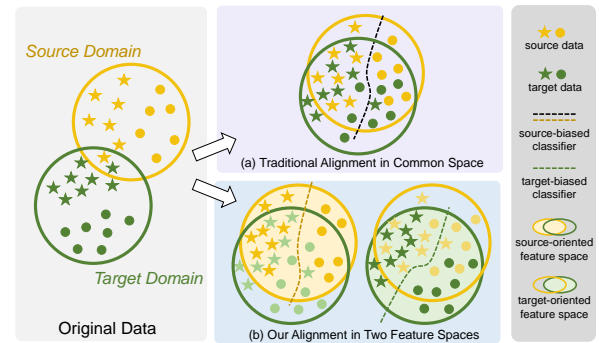 Source Domain
Target Domain
Original Data
(a) Traditional Alignment in Common Space
(b) Our Alignment in Two Feature Spaces
source data
target data
source-biased
classifier
target-biased
classifier
source-oriented
feature space
target-oriented
feature space